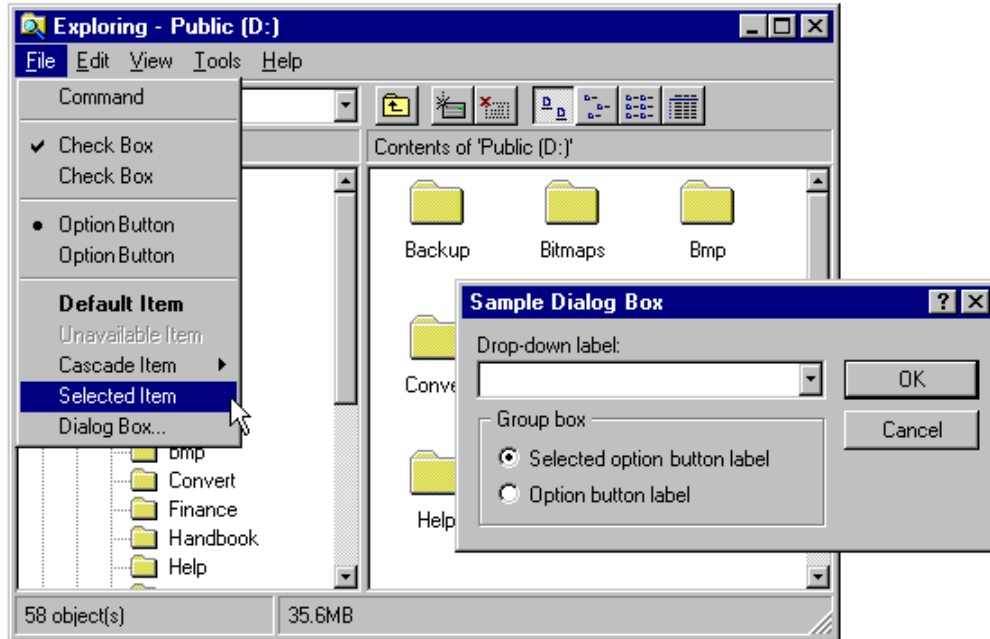 Exploring - Public (D:)
File Edit View Tools Help
Command
Check Box
Check Box
Option Button
Option Button
Default Item
Unavailable Item
Cascade Item
Selected Item
Dialog Box...
Bmp
Convert
Finance
Handbook
Help
Contents of 'Public (D:)'
Backup Bitmaps Bmp
Conve
Help
Sample Dialog Box
Drop-down label:
OK
Cancel
Group box
Selected option button label
Option button label
58 object(s) 35.6MB